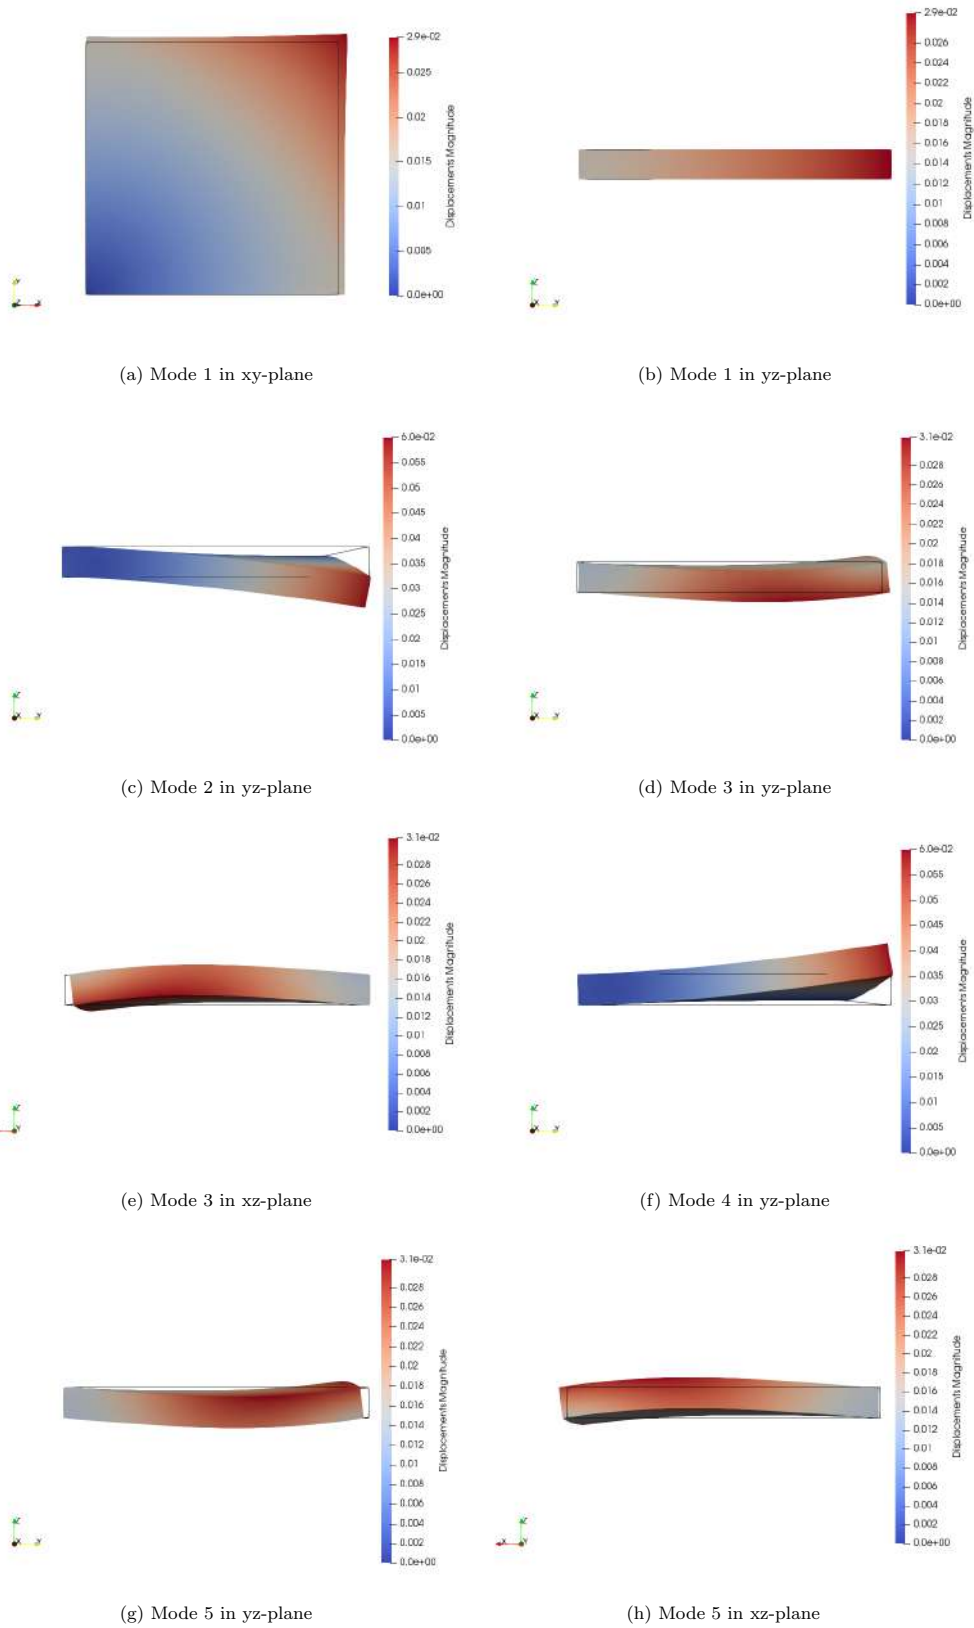 2.9e-02
0.025
0.02
0.015
0.01
0.005
0.0e+00
Displacements Magnitude
Y
Z
X
2.9e-02
0.026
0.024
0.022
0.02
0.018
0.016
0.014
0.012
0.01
0.008
0.006
0.004
0.002
0.0e+00
Displacements Magnitude
Z
X
Y
(a) Mode 1 in xy-plane
(b) Mode 1 in yz-plane
6.0e-02
0.055
0.05
0.045
0.04
0.035
0.03
0.025
0.02
0.015
0.01
0.005
0.0e+00
Displacements Magnitude
Z
X
Y
3.1e-02
0.028
0.026
0.024
0.022
0.02
0.018
0.016
0.014
0.012
0.01
0.008
0.006
0.004
0.002
0.0e+00
Displacements Magnitude
Z
X
Y
(c) Mode 2 in yz-plane
(d) Mode 3 in yz-plane
3.1e-02
0.028
0.026
0.024
0.022
0.02
0.018
0.016
0.014
0.012
0.01
0.008
0.006
0.004
0.002
0.0e+00
Displacements Magnitude
Z
Y
6.0e-02
0.055
0.05
0.045
0.04
0.035
0.03
0.025
0.02
0.015
0.01
0.005
0.0e+00
Displacements Magnitude
Z
X
Y
(e) Mode 3 in xz-plane
(f) Mode 4 in yz-plane
3.1e-02
0.028
0.026
0.024
0.022
0.02
0.018
0.016
0.014
0.012
0.01
0.008
0.006
0.004
0.002
0.0e+00
Displacements Magnitude
Z
X
Y
3.1e-02
0.028
0.026
0.024
0.022
0.02
0.018
0.016
0.014
0.012
0.01
0.008
0.006
0.004
0.002
0.0e+00
Displacements Magnitude
Z
X
Y
(g) Mode 5 in yz-plane
(h) Mode 5 in xz-plane